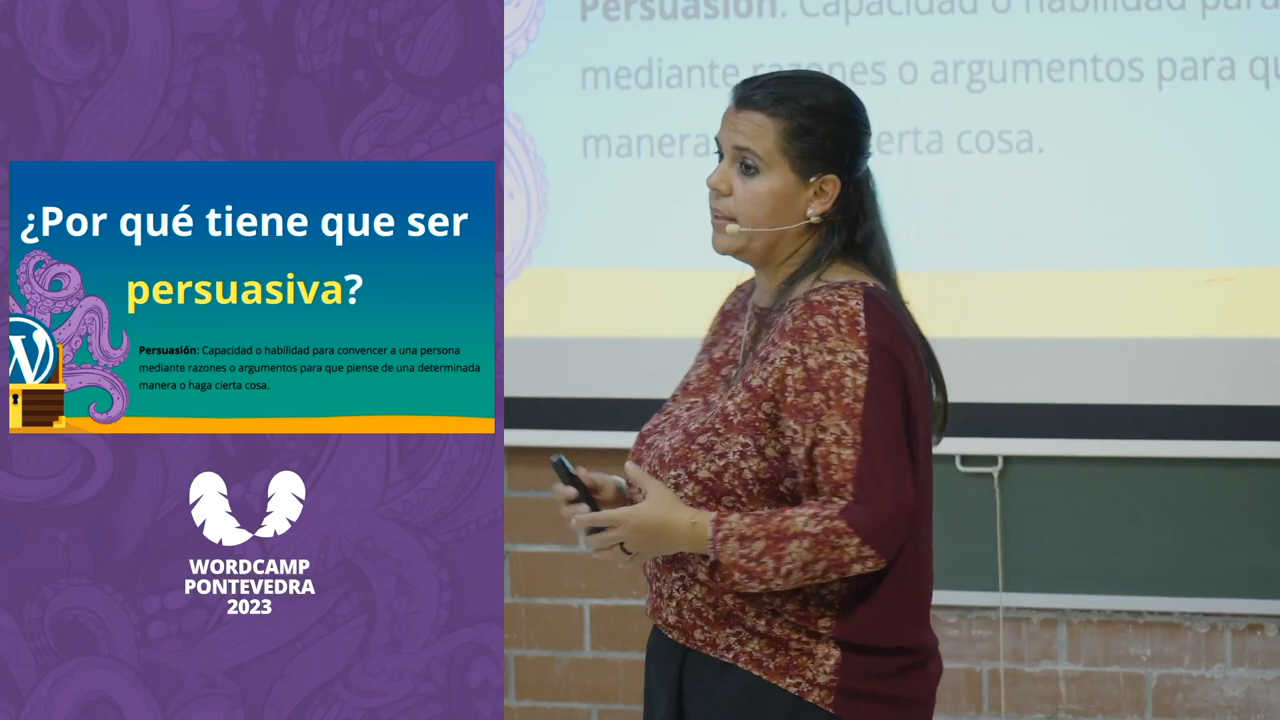 ¿Por qué tiene que ser
persuasiva?
Persuasión: Capacidad o habilidad para convencer a una persona
mediante razones o argumentos para que piense de una determinada
manera o haga cierta cosa.
WORDCAMP
PONTEVEDRA
2023
Persuasión: Capacidad o habilidad para
mediante razones o argumentos para
manera cosa.